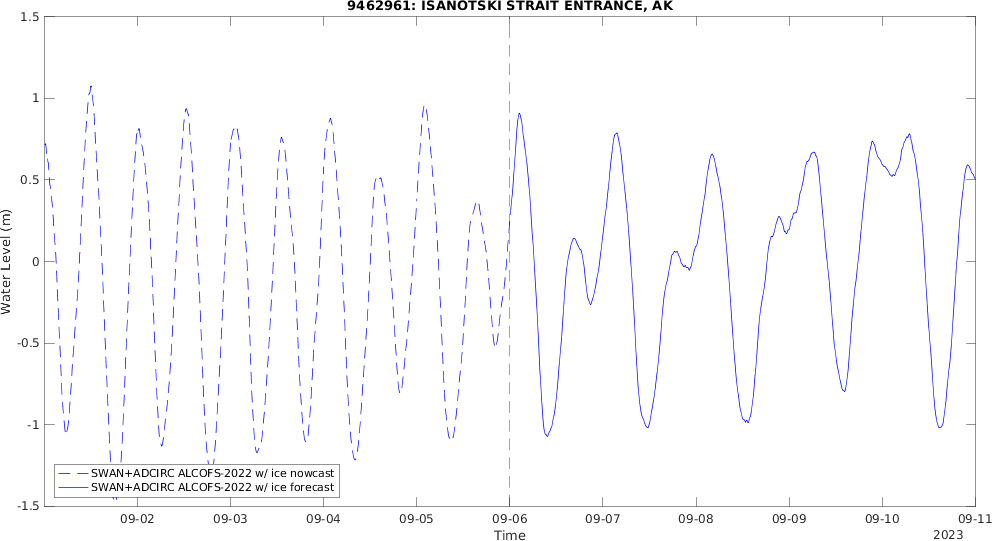 9462961: ISANOTSKI STRAIT ENTRANCE, AK
1.5
1
0.5
0
-0.5
-1
-1.5
Water Level (m)
SWAN+ADCIRC ALCOFS-2022 w/ ice nowcast
SWAN+ADCIRC ALCOFS-2022 w/ ice forecast
09-02 09-03 09-04 09-05 09-06 09-07 09-08 09-09 09-10 09-11
Time
2023